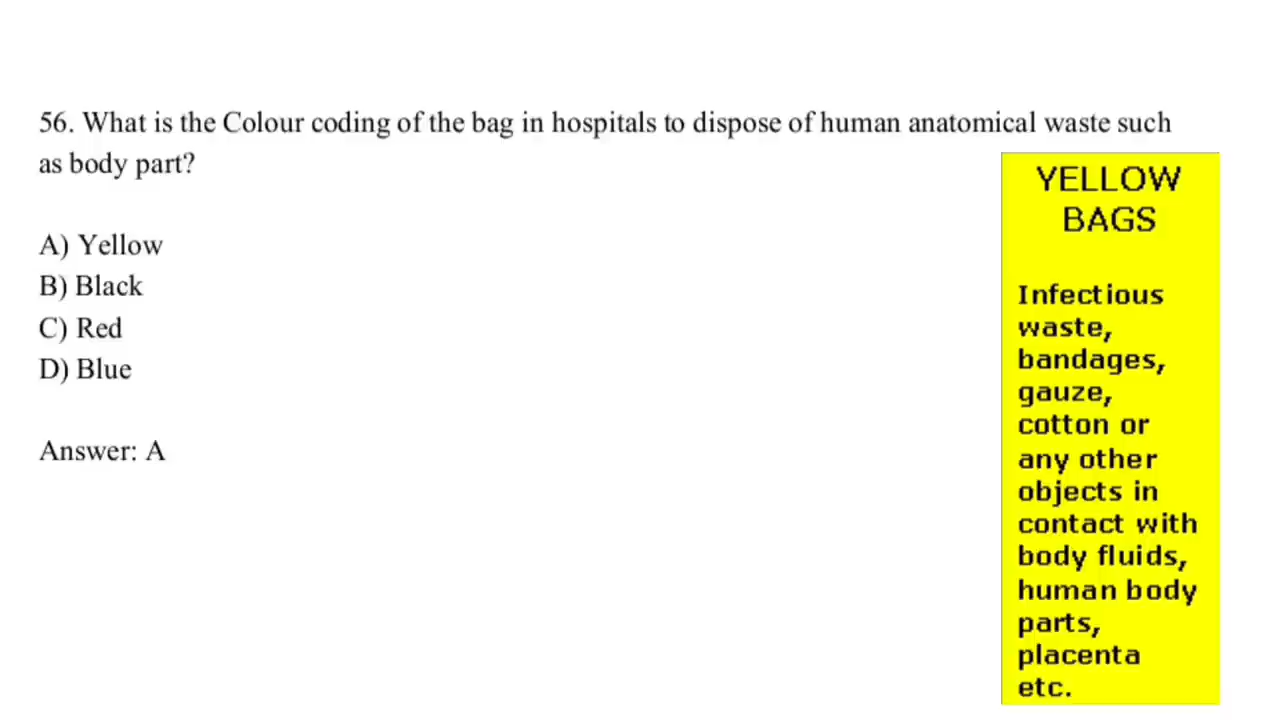 56. What is the Colour coding of the bag in hospitals to dispose of human anatomical waste such
as body part?
A) Yellow
B) Black
C) Red
D) Blue
Answer: A
YELLOW
BAGS
Infectious
waste,
bandages,
gauze,
cotton or
any other
objects in
contact with
body fluids,
human body
parts,
placenta
etc.